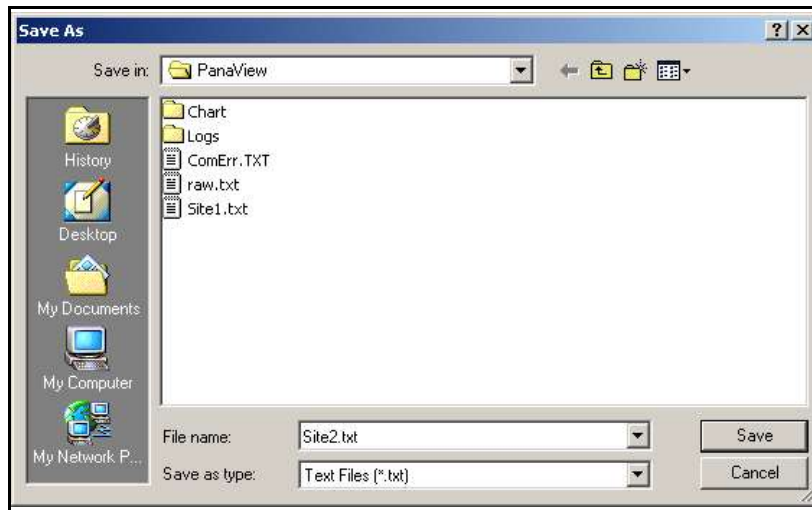 Save As
Save in: PanaView
Chart
Logs
ComErr.TXT
raw.txt
Site1.txt
History
Desktop
My Documents
My Computer
My Network P...
File name: Site2.txt Save
Save as type: Text Files (*.txt) Cancel